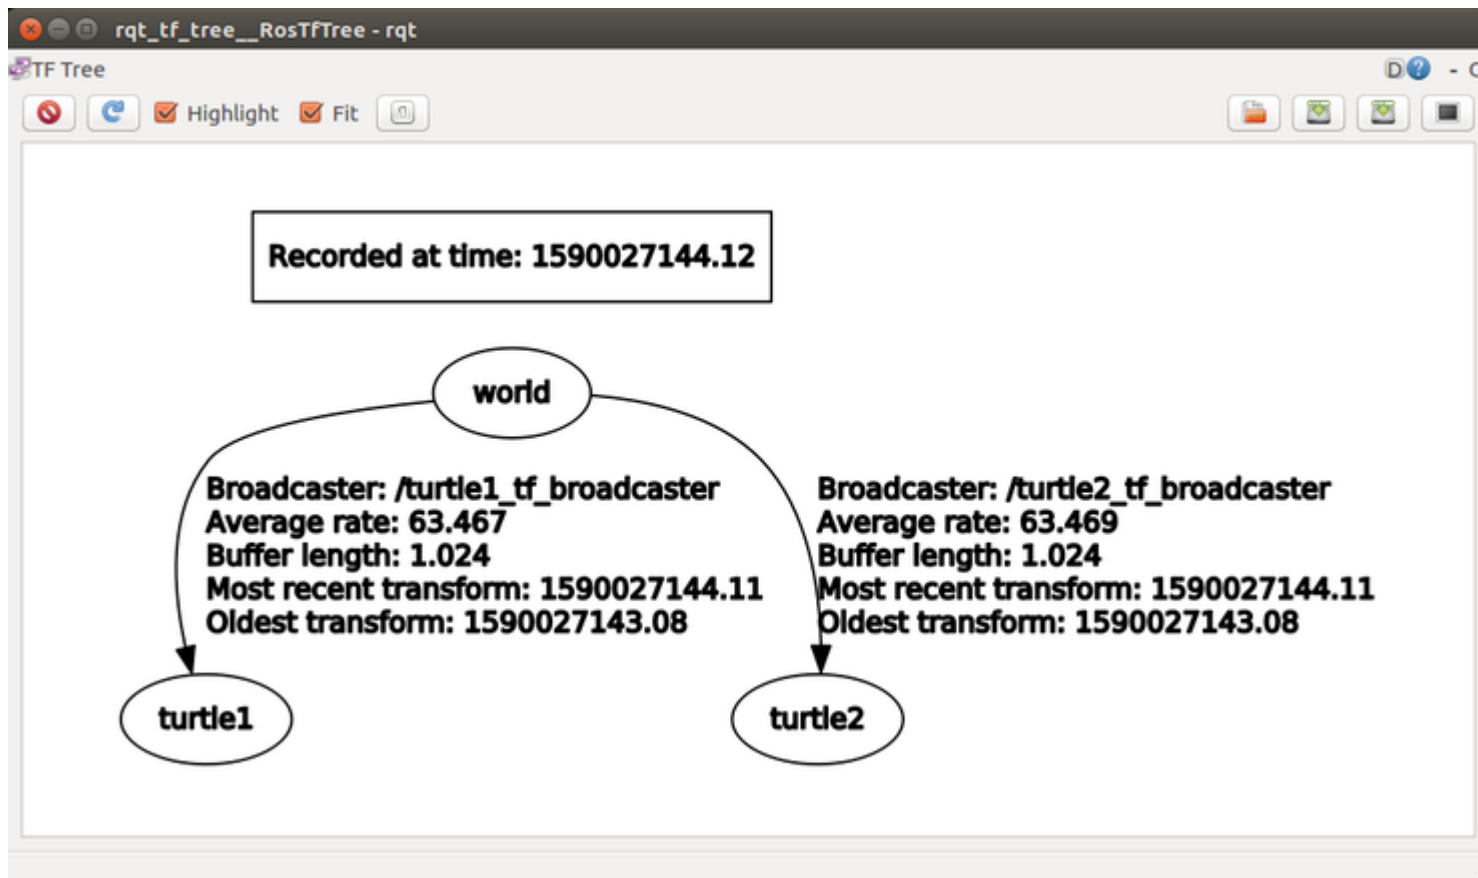 rqt_tf_tree__RosTfTree - rqt
TF Tree
D? - C
Highlight Fit
Recorded at time: 1590027144.12
world
Broadcaster: /turtle1_tf_broadcaster
Average rate: 63.467
Buffer length: 1.024
Most recent transform: 1590027144.11
Oldest transform: 1590027143.08
Broadcaster: /turtle2_tf_broadcaster
Average rate: 63.469
Buffer length: 1.024
Most recent transform: 1590027144.11
Oldest transform: 1590027143.08
turtle1
turtle2